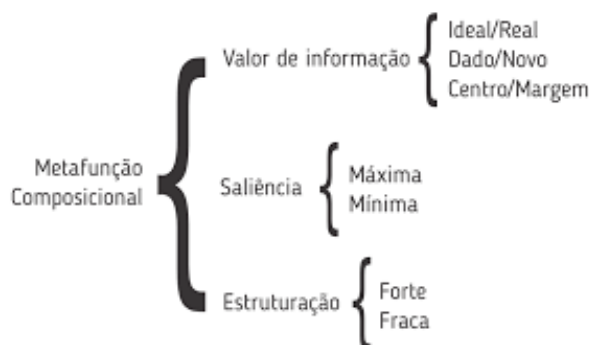 Metafunção
Composicional
Valor de informação
Ideal/Real
Dado/Novo
Centro/Margem
Saliência
Máxima
Mínima
Estruturação
Forte
Fraca